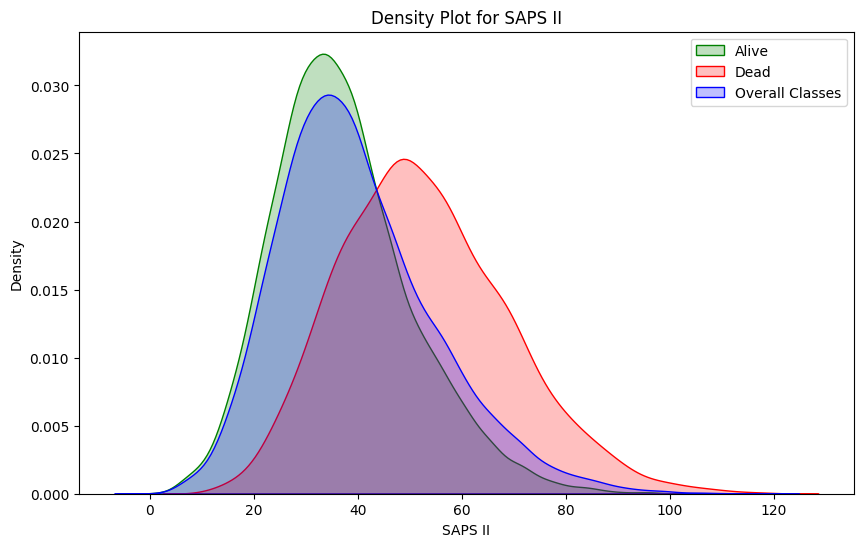 Density Plot for SAPS II
Alive
Dead
Overall Classes
Density
0.030
0.025
0.020
0.015
0.010
0.005
0.000
0
20
40
60
80
100
120
SAPS II